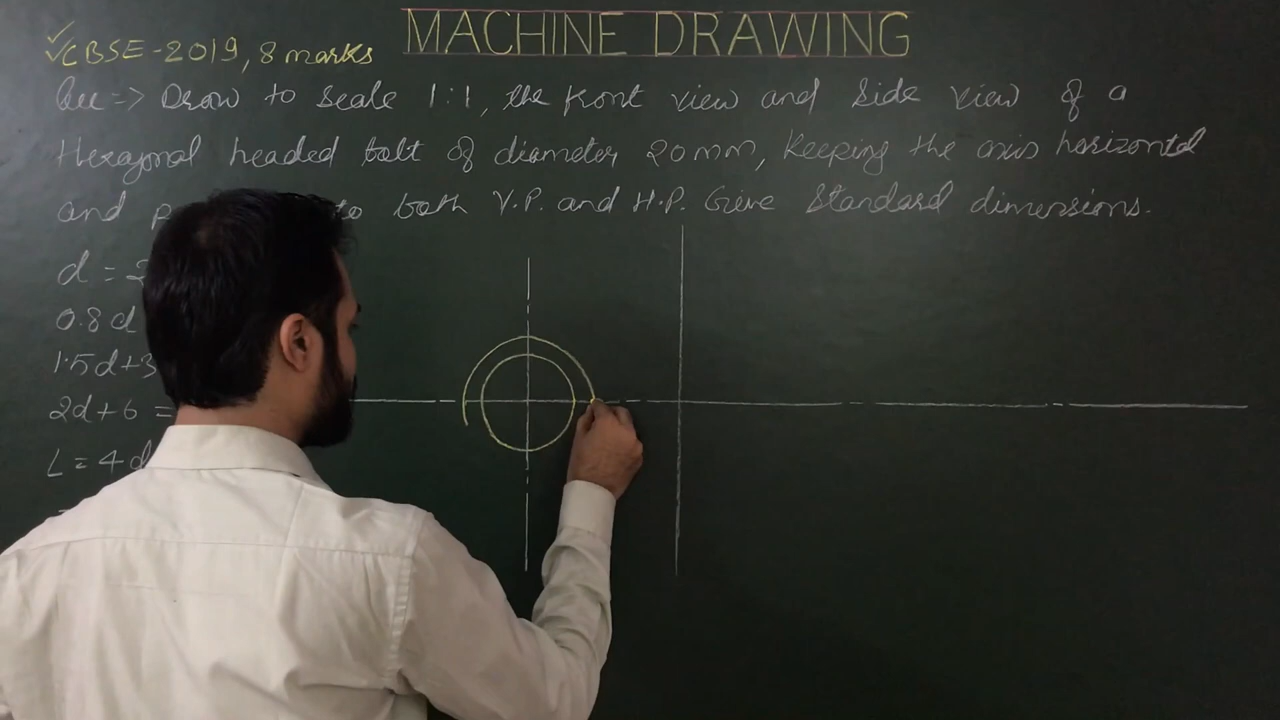 MACHINE DRAWING
✓✓CBSE-2019, 8 marks
Que => Draw to scale 1:1, the front view and side view of a
Hexagonal headed bolt of diameter 20mm, keeping the axis horizontal
and to both V.P. and H.P. Give standard dimensions.
d =
0.8d
1.5d+3
2d+6 =
L = 4d